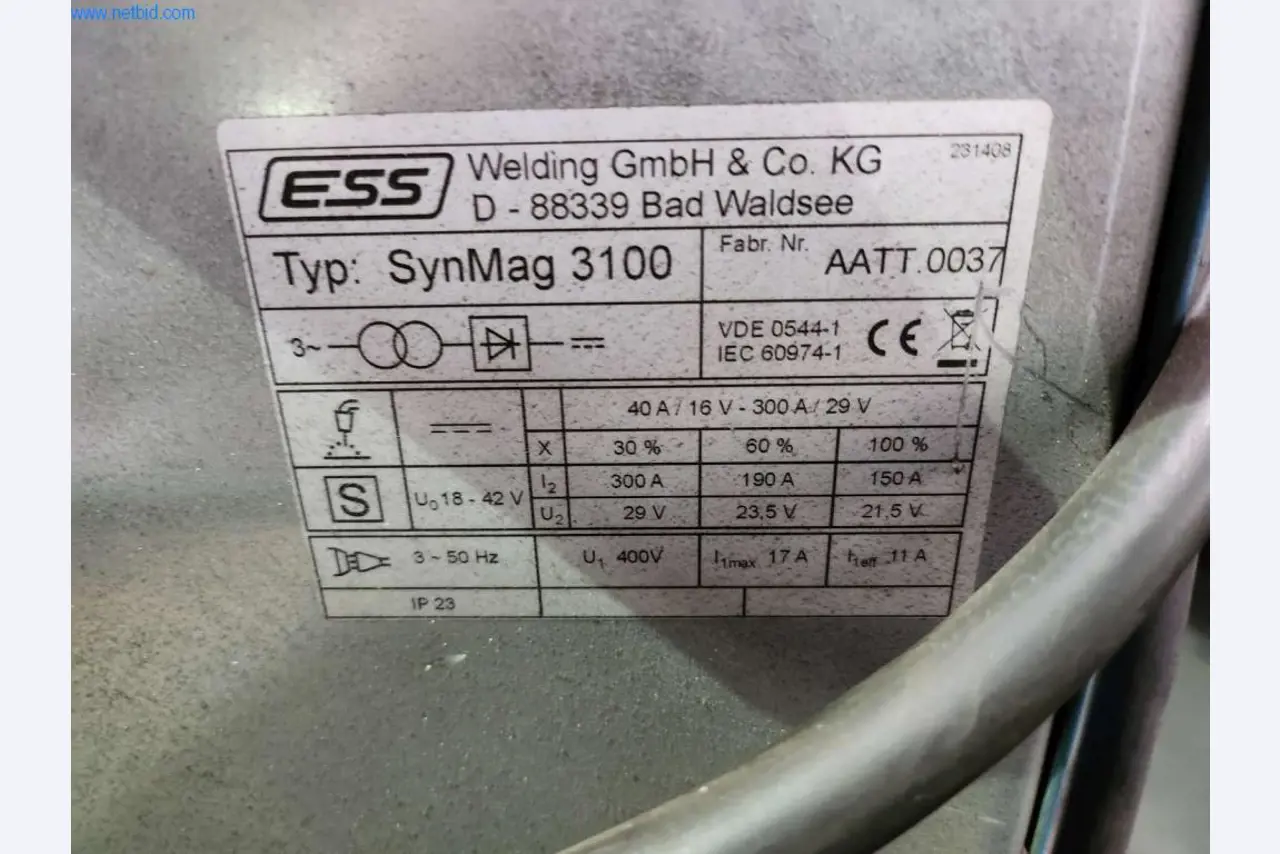 www.netbid.com
ESS Welding GmbH & Co. KG 231408
D - 88339 Bad Waldsee
Typ: SynMag 3100 Fabr. Nr. AATT.0037
3~ VDE 0544-1 CE
IEC 60974-1
40 A / 16 V - 300 A / 29 V
X 30 % 60 % 100 %
S U0 18 - 42 V I2 300 A 190 A 150 A
U2 29 V 23,5 V 21,5 V
3 ~ 50 Hz U1 400V I1max 17 A I1eff 11 A
IP 23